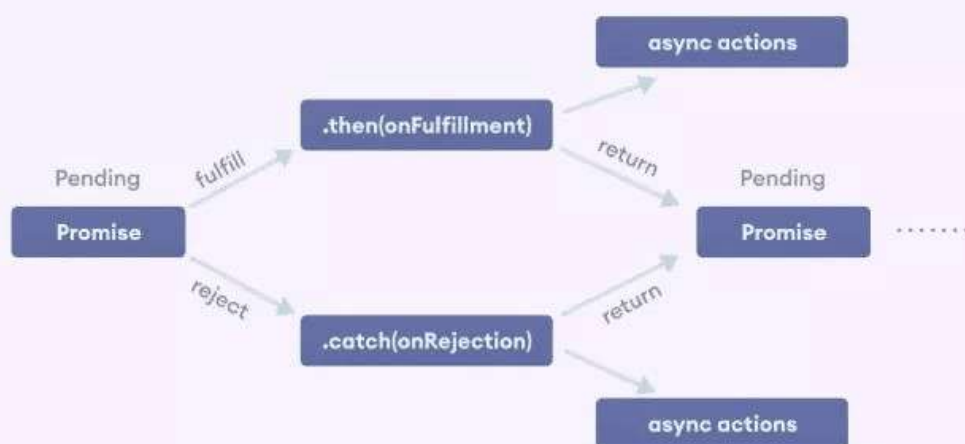 async actions
.then(onFulfillment)
fulfill
return
Pending
Pending
Promise
Promise
reject
return
.catch(onRejection)
async actions